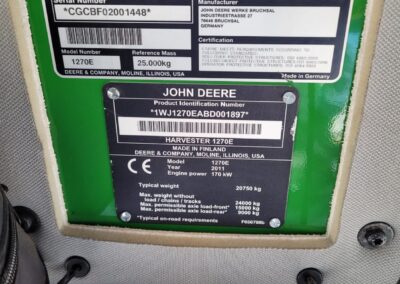 Serial Number
*CGCBF02001448*
Manufacturer
JOHN DEERE WERKE BRUCHSAL
INDUSTRIESTRASSE 27
76646 BRUCHSAL
GERMANY
Model Number
1270E
Reference Mass
25.000kg
DEERE & COMPANY, MOLINE, ILLINOIS, USA
Certification
Made in Germany
JOHN DEERE
Product Identification Number
*1WJ1270EABD001897*
HARVESTER 1270E
MADE IN FINLAND
DEERE & COMPANY, MOLINE, ILLINOIS, USA
CE
Model 1270E
Year 2011
Engine power 170 kW
Typical weight 20750 kg
Max. weight without
load / chains / tracks 24000 kg
Max. permissible axle load-front* 15000 kg
Max. permissible axle load-rear* 9000 kg
*Typical on-road requirements